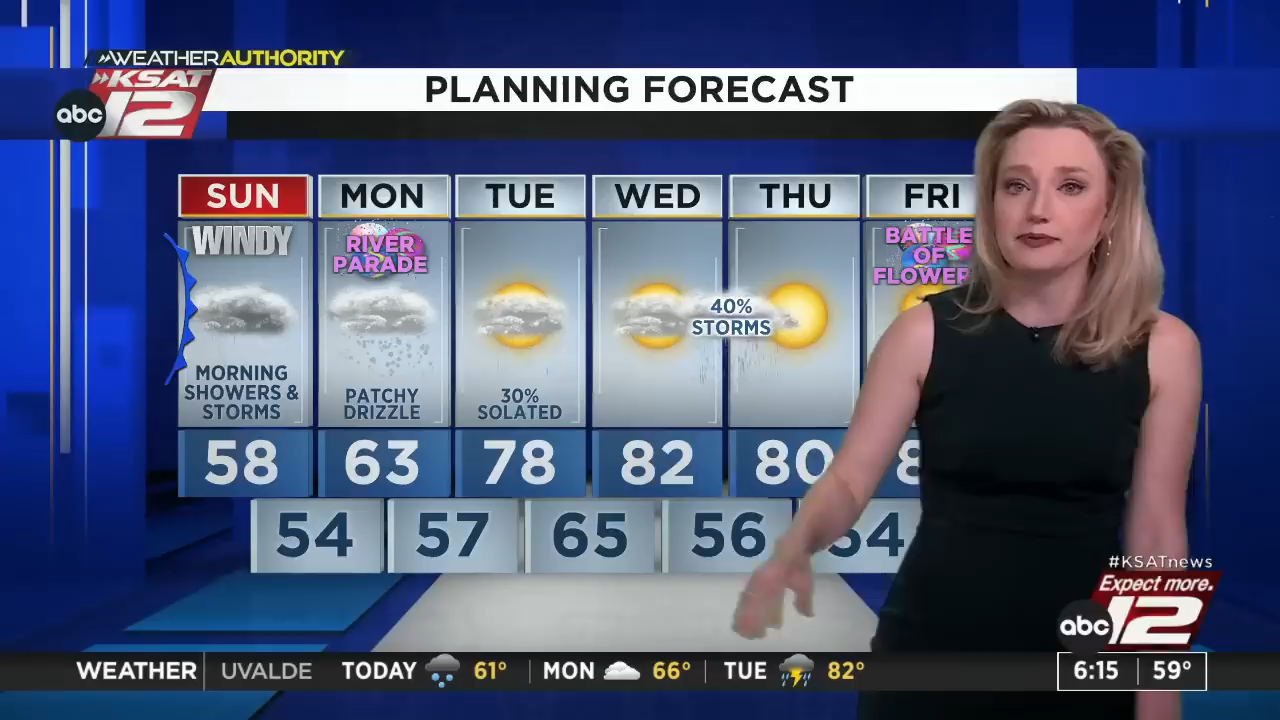 WEATHERAUTHORITY
KSAT
abc 12
PLANNING FORECAST
SUN
MON
TUE
WED
THU
FRI
WINDY
RIVER
PARADE
BATTLE
OF
40%
STORMS
MORNING
SHOWERS &
STORMS
PATCHY
DRIZZLE
30%
SOLATED
58
63
78
82
80
8
54
57
65
56
#KSATnews
Expect more.
abc 12
WEATHER UVALDE TODAY 61° MON 66° TUE 82° 6:15 59°